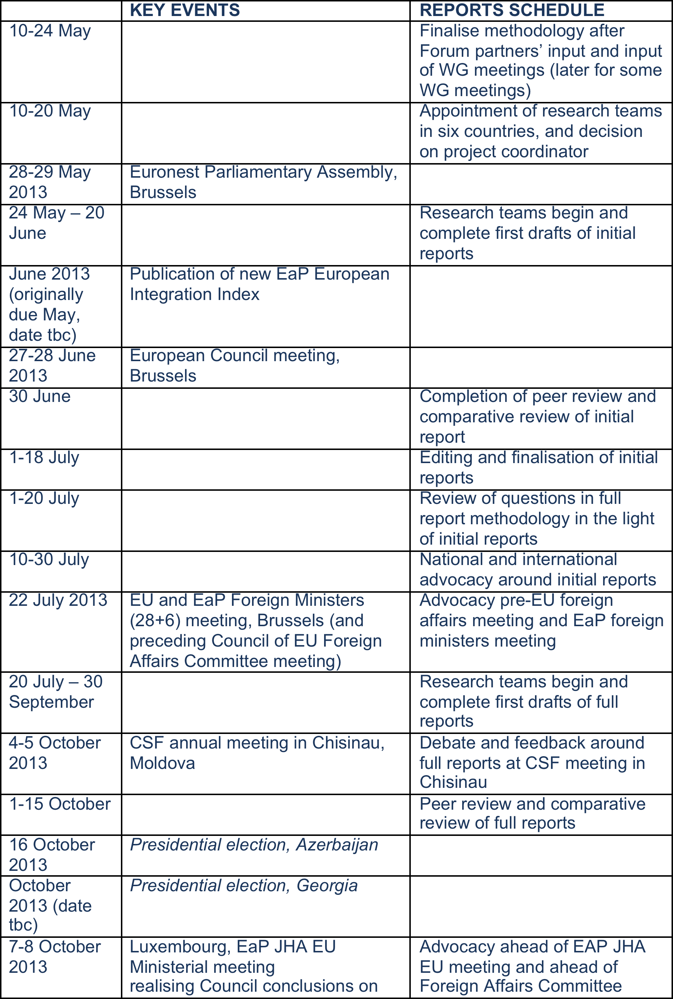 KEY EVENTS
REPORTS SCHEDULE
10-24 May
Finalise methodology after
Forum partners’ input and input
of WG meetings (later for some
WG meetings)
10-20 May
Appointment of research teams
in six countries, and decision
on project coordinator
28-29 May
2013
Euronest Parliamentary Assembly,
Brussels
24 May – 20
June
Research teams begin and
complete first drafts of initial
reports
June 2013
(originally
due May,
date tbc)
Publication of new EaP European
Integration Index
27-28 June
2013
European Council meeting,
Brussels
30 June
Completion of peer review and
comparative review of initial
report
1-18 July
Editing and finalisation of initial
reports
1-20 July
Review of questions in full
report methodology in the light
of initial reports
10-30 July
National and international
advocacy around initial reports
22 July 2013
EU and EaP Foreign Ministers
(28+6) meeting, Brussels (and
preceding Council of EU Foreign
Affairs Committee meeting)
Advocacy pre-EU foreign
affairs meeting and EaP foreign
ministers meeting
20 July – 30
September
Research teams begin and
complete first drafts of full
reports
4-5 October
2013
CSF annual meeting in Chisinau,
Moldova
Debate and feedback around
full reports at CSF meeting in
Chisinau
1-15 October
Peer review and comparative
review of full reports
16 October
2013
Presidential election, Azerbaijan
October
2013 (date
tbc)
Presidential election, Georgia
7-8 October
2013
Luxembourg, EaP JHA EU
Ministerial meeting
realising Council conclusions on
Advocacy ahead of EAP JHA
EU meeting and ahead of
Foreign Affairs Committee